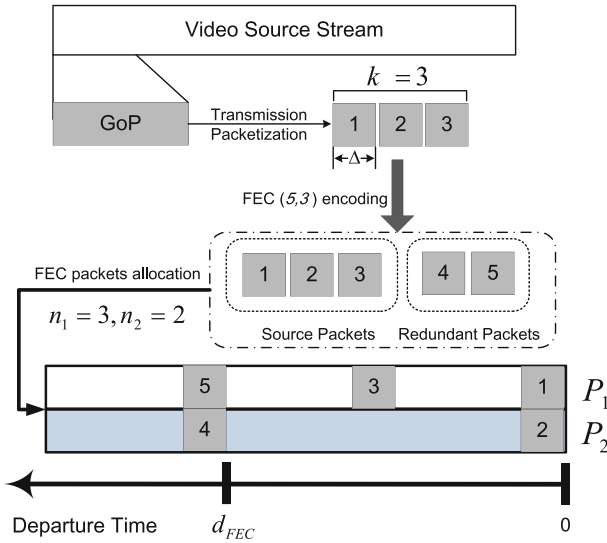 Video Source Stream
k = 3
GoP
Transmission
Packetization
1 2 3
Δ
FEC (5,3) encoding
FEC packets allocation
n1 = 3, n2 = 2
1 2 3 4 5
Source Packets Redundant Packets
5 3 1 P1
4 2 P2
Departure Time dFEC 0